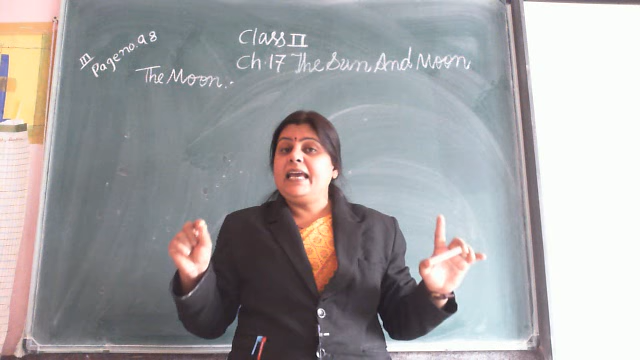 Class II
Ch.17 The Sun And Moon
III
Page no. 98
The Moon:-